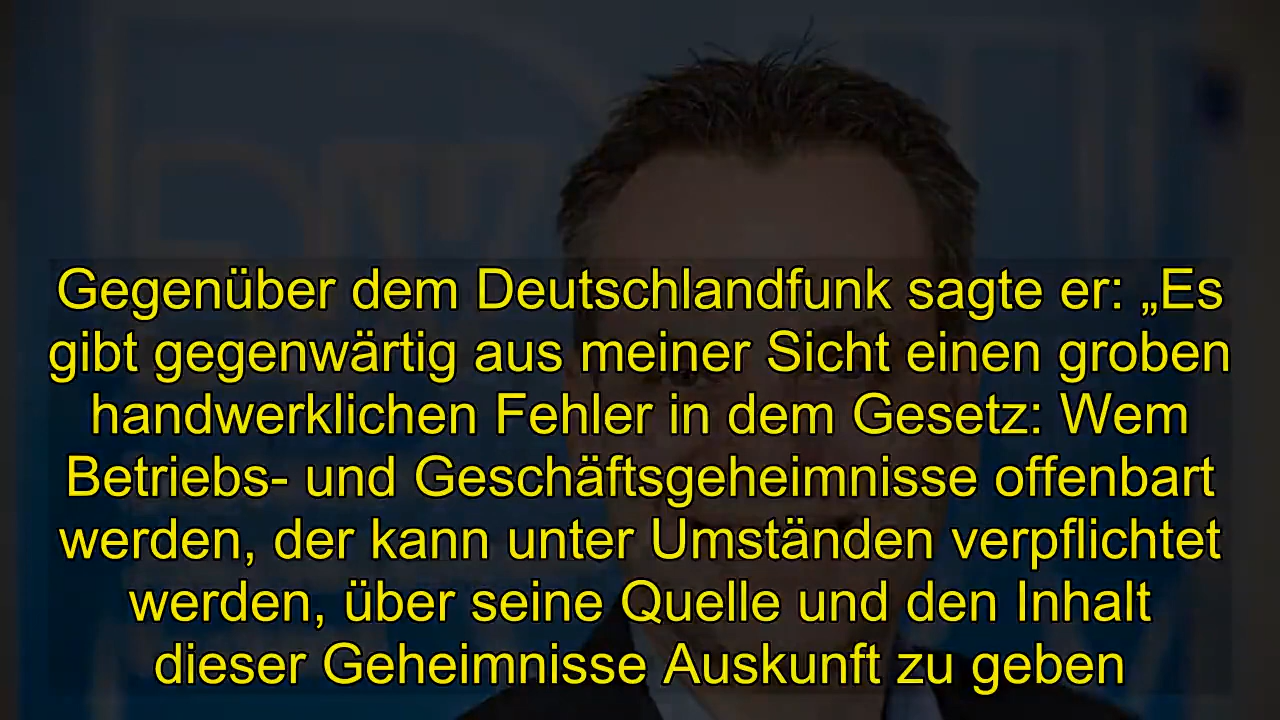 Gegenüber dem Deutschlandfunk sagte er: „Es
gibt gegenwärtig aus meiner Sicht einen groben
handwerklichen Fehler in dem Gesetz: Wem
Betriebs- und Geschäftsgeheimnisse offenbart
werden, der kann unter Umständen verpflichtet
werden, über seine Quelle und den Inhalt
dieser Geheimnisse Auskunft zu geben